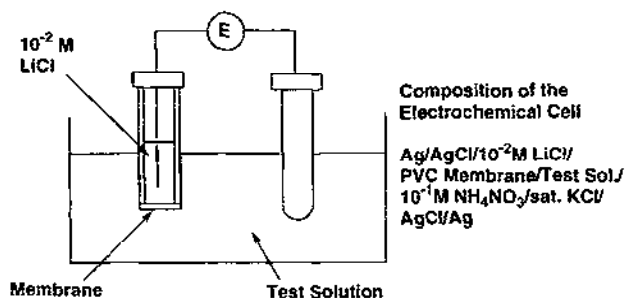 10⁻² M
LiCl
E
Composition of the
Electrochemical Cell
Ag/AgCl/10⁻²M LiCl/
PVC Membrane/Test Sol./
10⁻¹M NH₄NO₃/sat. KCl/
AgCl/Ag
Membrane
Test Solution